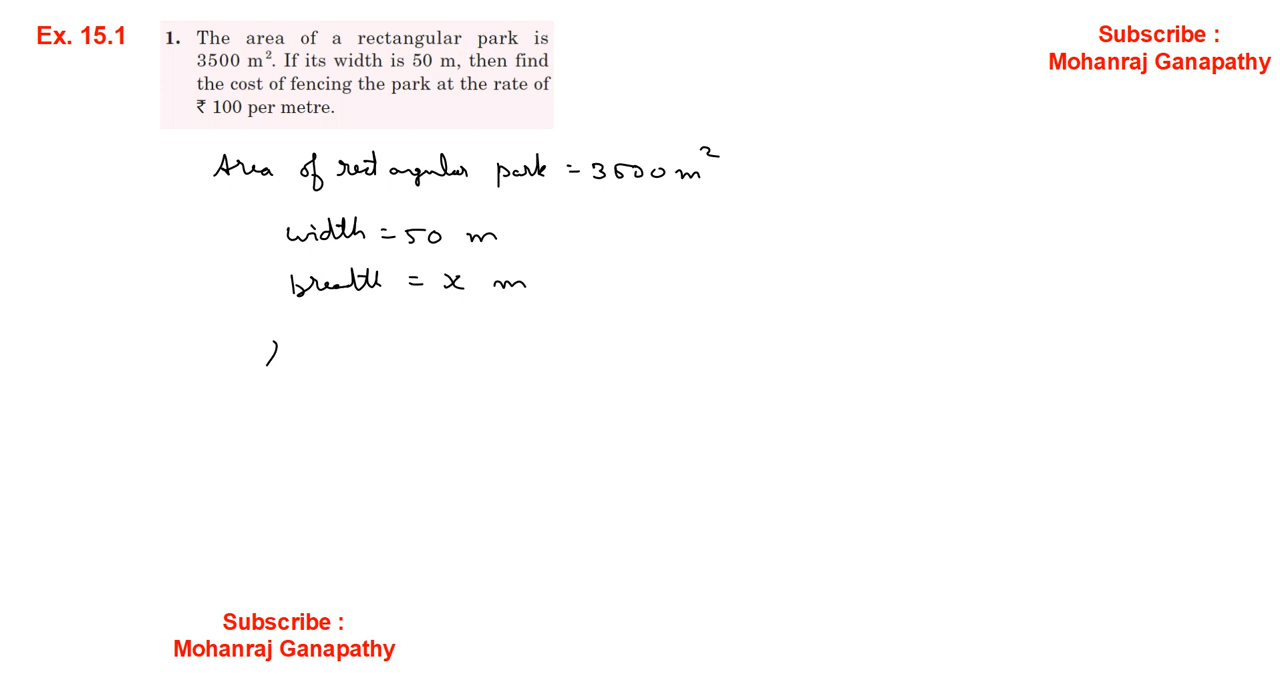 Ex. 15.1
Subscribe :
Mohanraj Ganapathy
1. The area of a rectangular park is
3500 m². If its width is 50 m, then find
the cost of fencing the park at the rate of
₹ 100 per metre.
Area of rectangular park = 3500 m²
width = 50 m
breath = x m
)
Subscribe :
Mohanraj Ganapathy